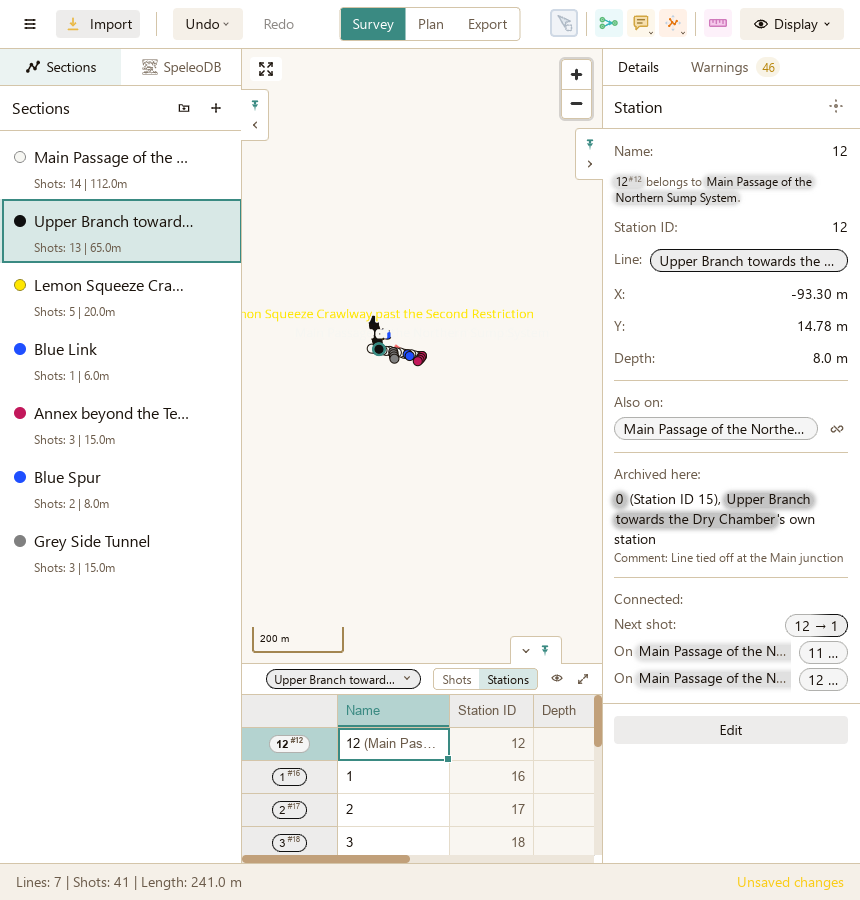 Import
Undo
Redo
Survey
Plan
Export
Display
Sections
SpeleoDB
Sections
Main Passage of the ...
Shots: 14 | 112.0m
Upper Branch toward...
Shots: 13 | 65.0m
Lemon Squeeze Cra...
Shots: 5 | 20.0m
Blue Link
Shots: 1 | 6.0m
Annex beyond the Te...
Shots: 3 | 15.0m
Blue Spur
Shots: 2 | 8.0m
Grey Side Tunnel
Shots: 3 | 15.0m
mon Squeeze Crawlway past the Second Restriction
200 m
Upper Branch toward...
Shots
Stations
Name
Station ID
Depth
12 #12
12 (Main Pas...
12
1 #16
1
16
2 #17
2
17
3 #18
3
18
Details
Warnings 46
Station
Name: 12
12#12 belongs to Main Passage of the
Northern Sump System.
Station ID: 12
Line: Upper Branch towards the ...
X: -93.30 m
Y: 14.78 m
Depth: 8.0 m
Also on:
Main Passage of the Northe...
Archived here:
0 (Station ID 15), Upper Branch
towards the Dry Chamber's own
station
Comment: Line tied off at the Main junction
Connected:
Next shot: 12 → 1
On Main Passage of the N... 11 ...
On Main Passage of the N... 12 ...
Edit
Lines: 7 | Shots: 41 | Length: 241.0 m
Unsaved changes